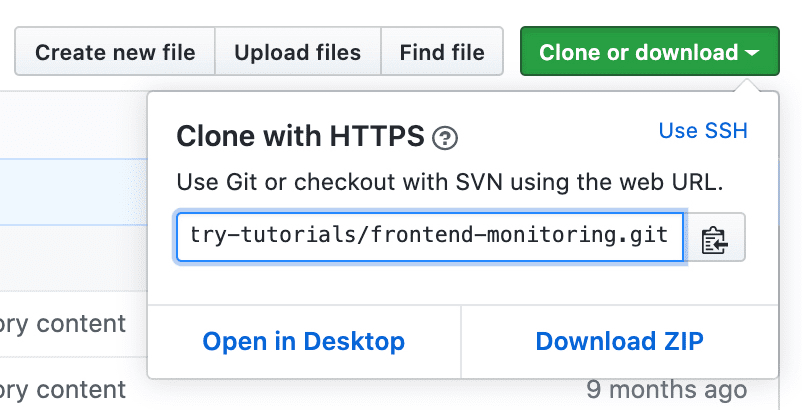 Create new file Upload files Find file Clone or download
Clone with HTTPS ?
Use SSH
Use Git or checkout with SVN using the web URL.
try-tutorials/frontend-monitoring.git
Open in Desktop Download ZIP
ory content
ory content 9 months ago